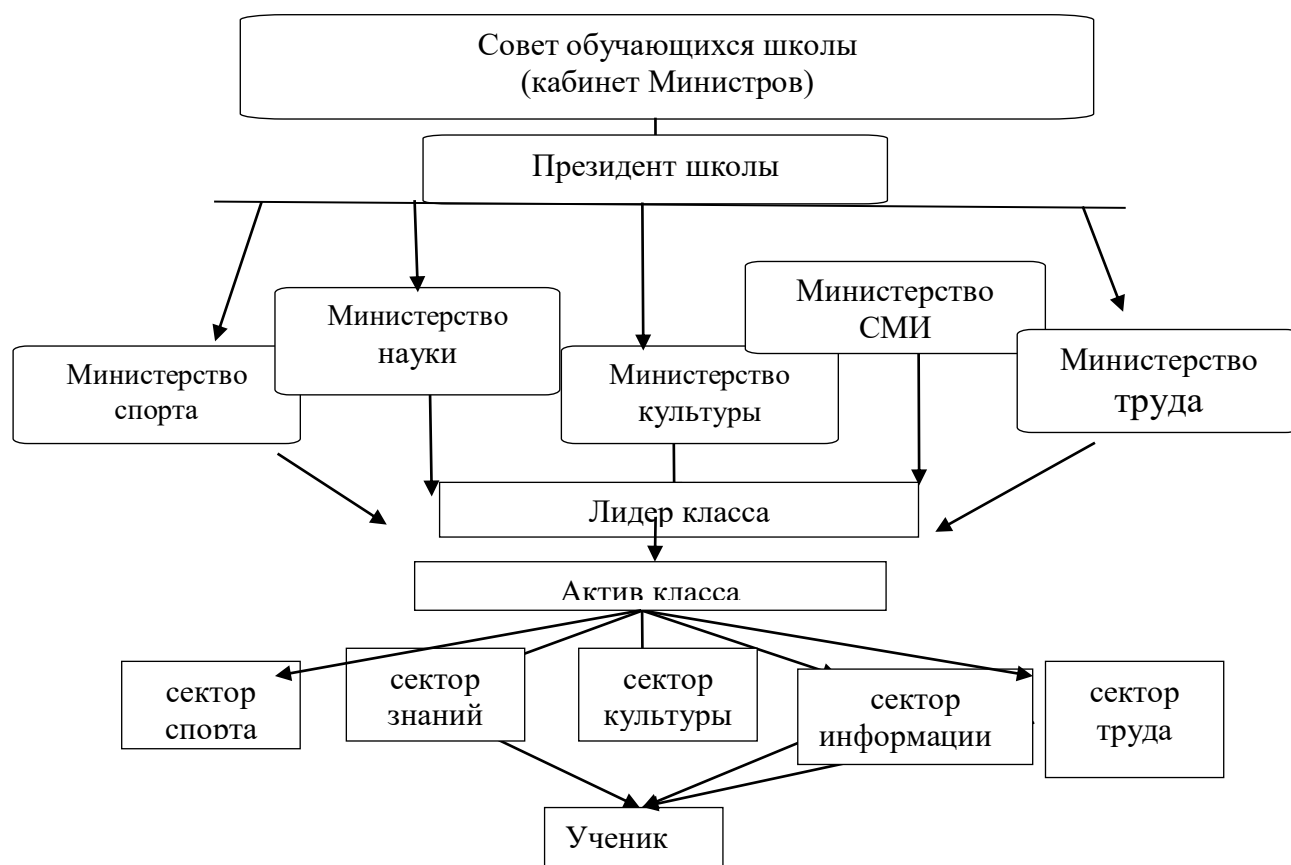 Совет обучающихся школы
(кабинет Министров)
Президент школы
Министерство
спорта
Министерство
науки
Министерство
культуры
Министерство
СМИ
Министерство
труда
Лидер класса
Актив класса
сектор
спорта
сектор
знаний
сектор
культуры
сектор
информации
сектор
труда
Ученик